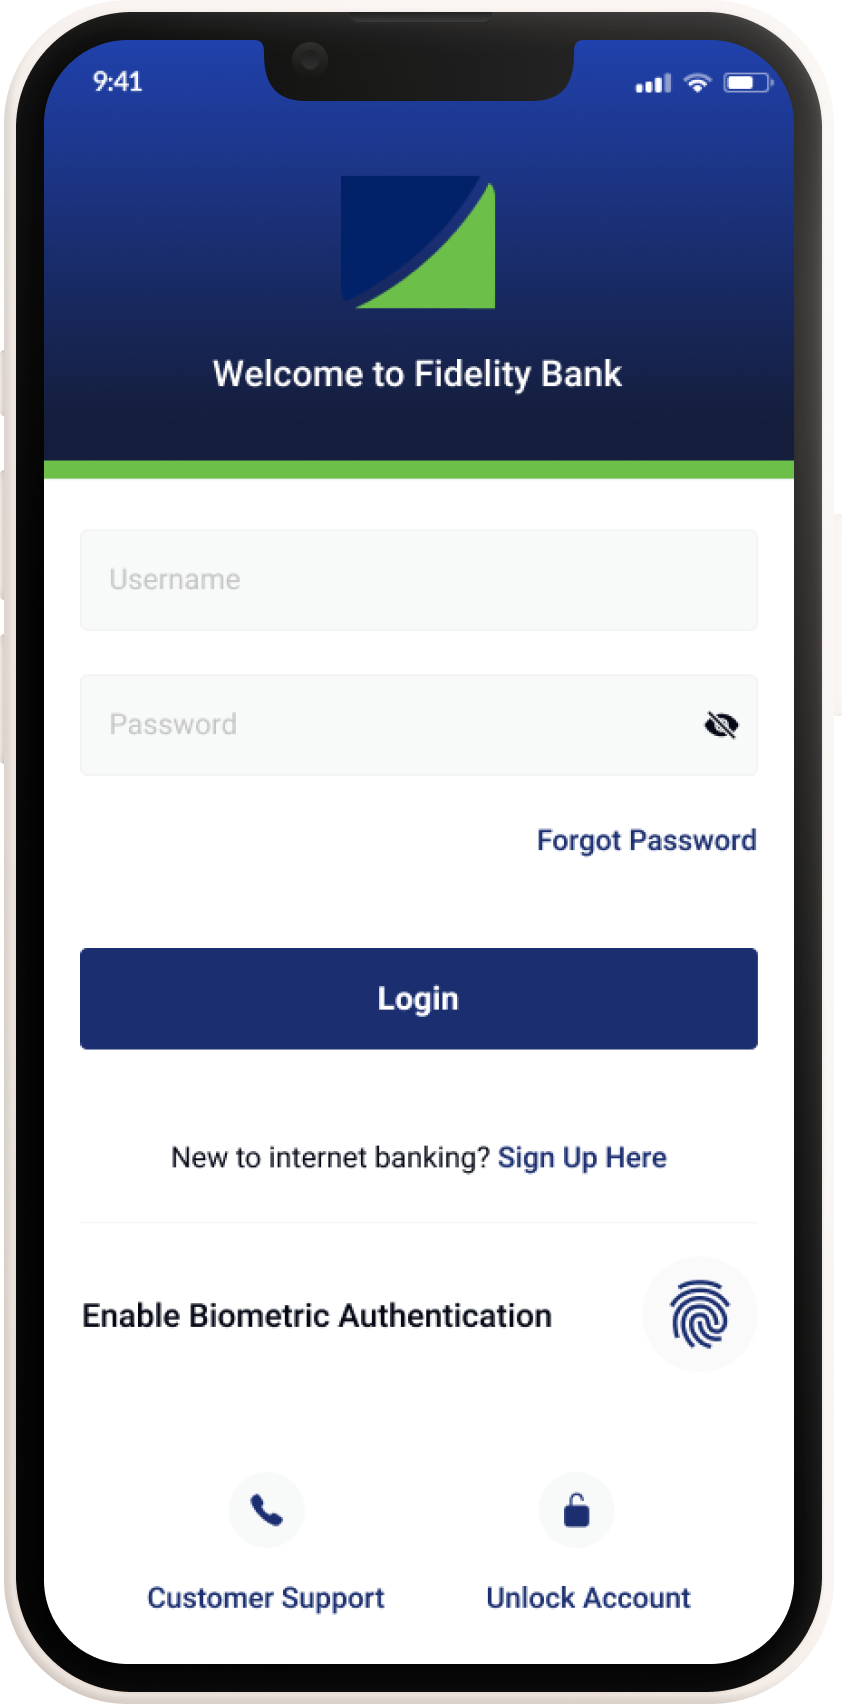 9:41
Welcome to Fidelity Bank
Username
Password
Forgot Password
Login
New to internet banking? Sign Up Here
Enable Biometric Authentication
Customer Support
Unlock Account